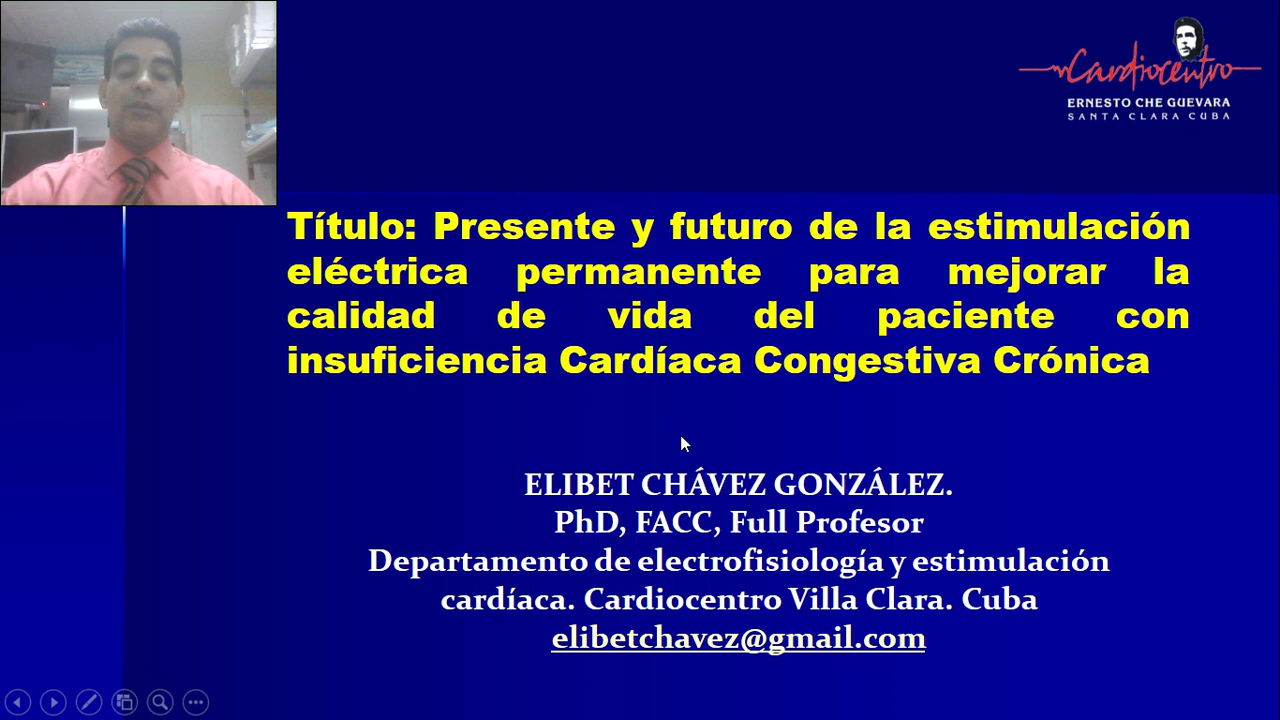 Cardiocentro
ERNESTO CHE GUEVARA
SANTA CLARA CUBA
Título: Presente y futuro de la estimulación
eléctrica permanente para mejorar la
calidad de vida del paciente con
insuficiencia Cardíaca Congestiva Crónica
ELIBET CHÁVEZ GONZÁLEZ.
PhD, FACC, Full Profesor
Departamento de electrofisiología y estimulación
cardíaca. Cardiocentro Villa Clara. Cuba
elibetchavez@gmail.com